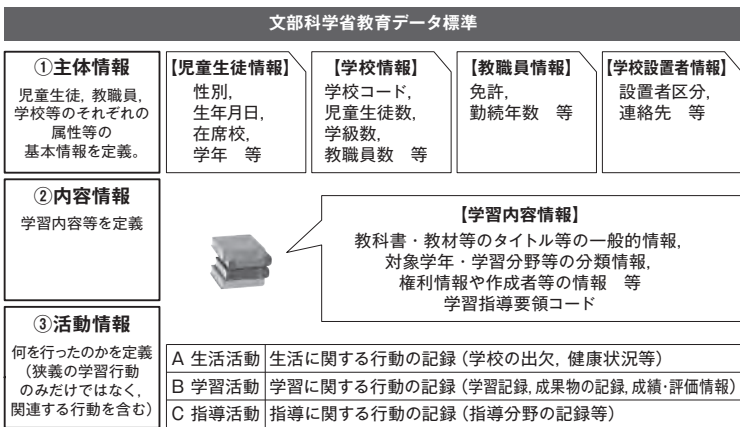 文部科学省教育データ標準
①主体情報
児童生徒, 教職員,
学校等のそれぞれの
属性等の
基本情報を定義。
【児童生徒情報】
性別,
生年月日,
在席校,
学年　等
【学校情報】
学校コード,
児童生徒数,
学級数,
教職員数　等
【教職員情報】
免許,
勤続年数　等
【学校設置者情報】
設置者区分,
連絡先　等
②内容情報
学習内容等を定義
【学習内容情報】
教科書・教材等のタイトル等の一般的情報,
対象学年・学習分野等の分類情報,
権利情報や作成者等の情報　等
学習指導要領コード
③活動情報
何を行ったのかを定義
(狭義の学習行動
のみだけではなく,
関連する行動を含む)
A 生活活動 生活に関する行動の記録 (学校の出欠, 健康状況等)
B 学習活動 学習に関する行動の記録 (学習記録, 成果物の記録, 成績・評価情報)
C 指導活動 指導に関する行動の記録 (指導分野の記録等)